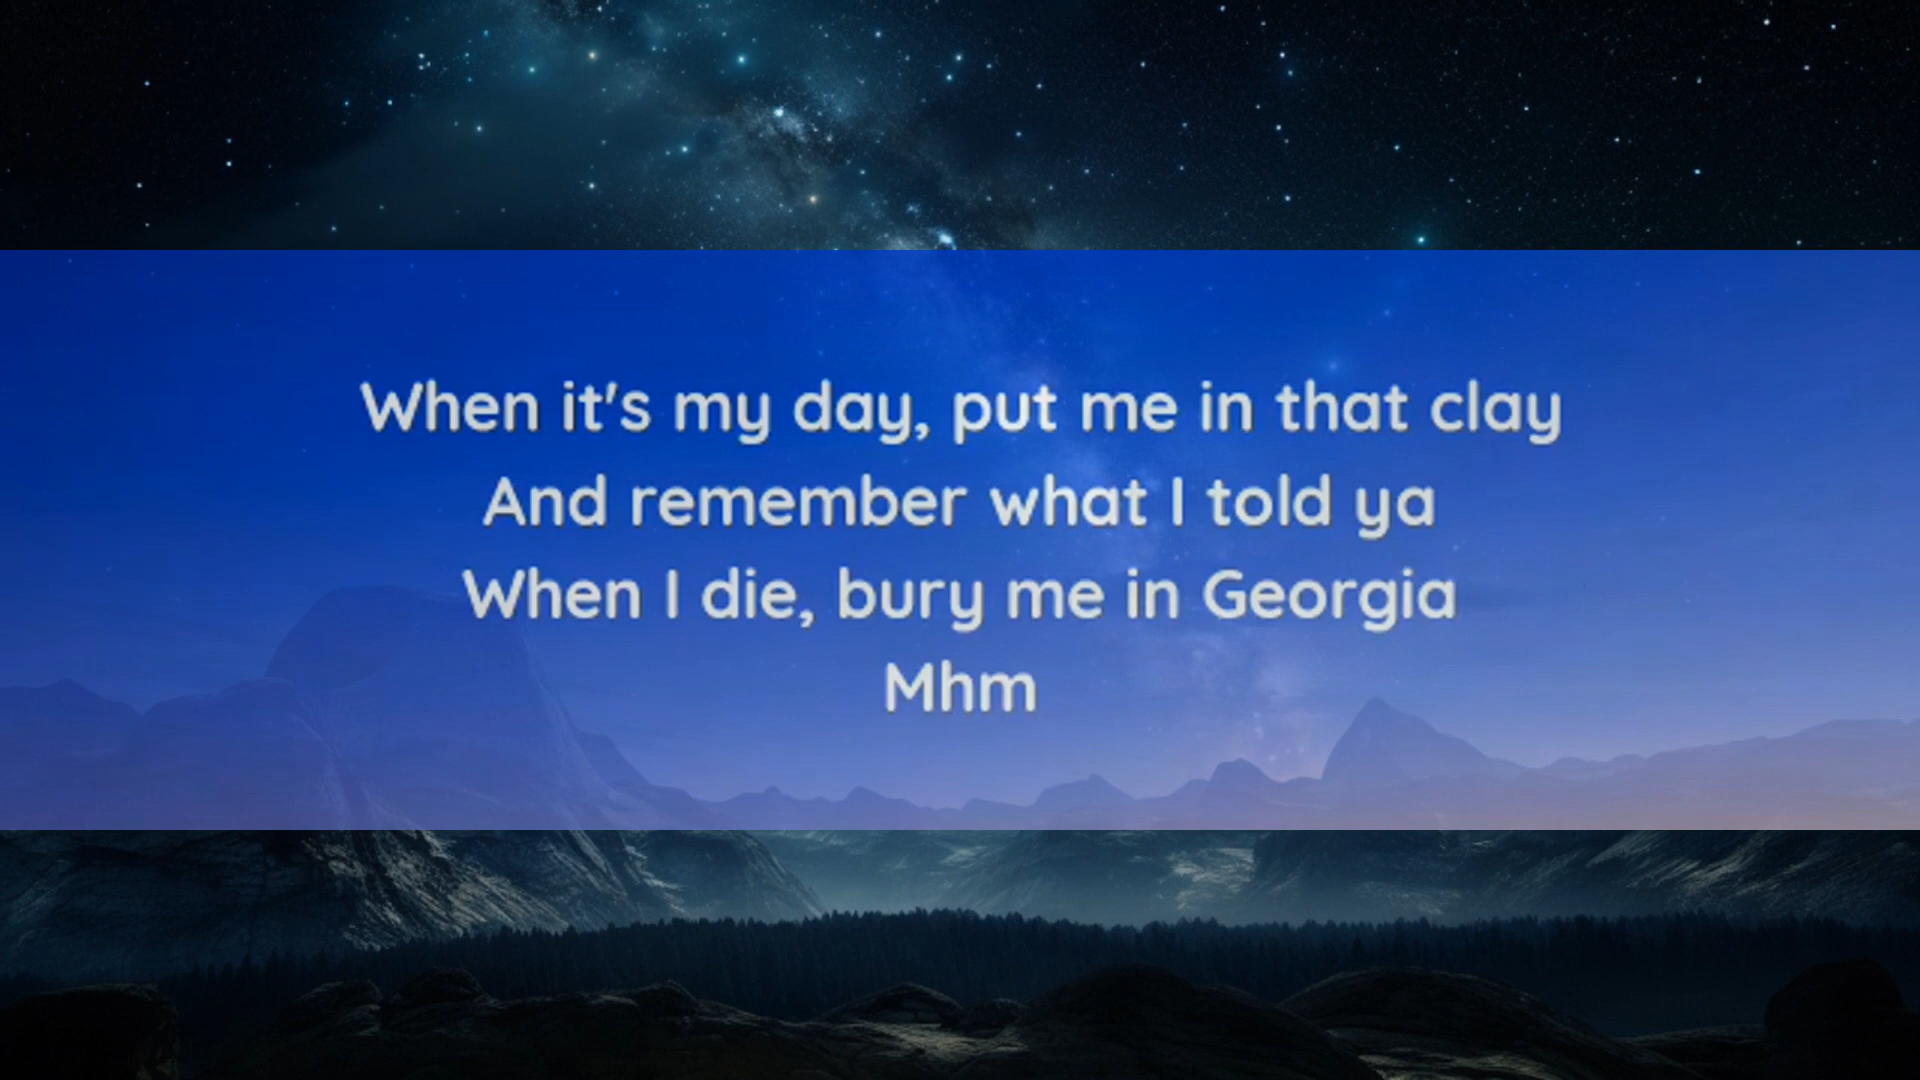 When it's my day, put me in that clay
And remember what I told ya
When I die, bury me in Georgia
Mhm